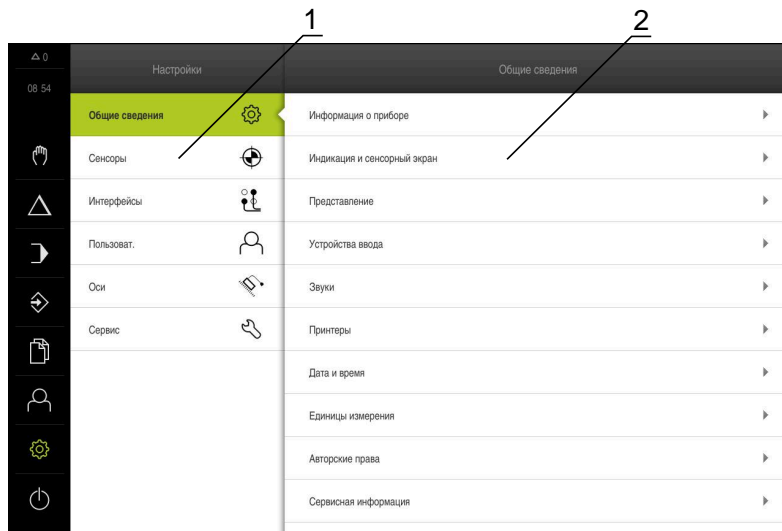 1
2
0
08 54
Настройки
Общие сведения
Общие сведения
Сенсоры
Интерфейсы
Пользоват.
Оси
Сервис
Информация о приборе
Индикация и сенсорный экран
Представление
Устройства ввода
Звуки
Принтеры
Дата и время
Единицы измерения
Авторские права
Сервисная информация